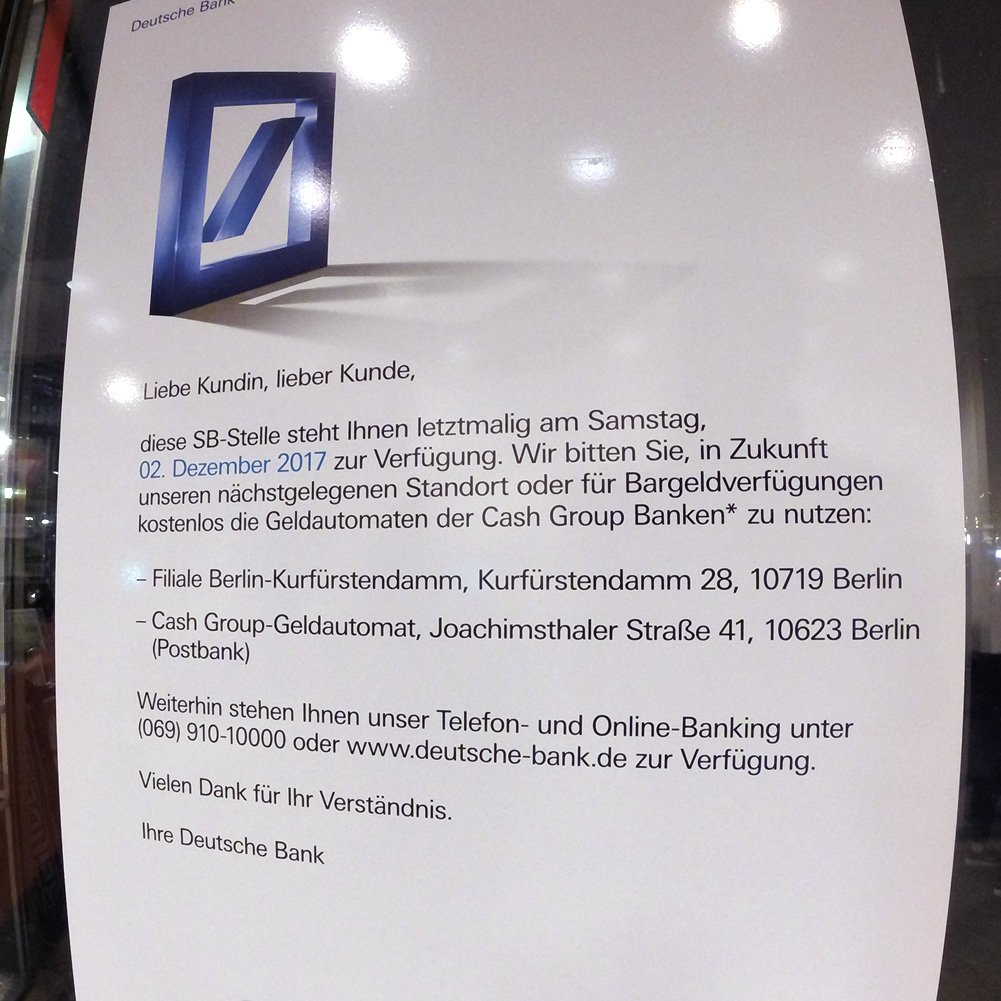 Deutsche Bank
Liebe Kundin, lieber Kunde,
diese SB-Stelle steht Ihnen letztmalig am Samstag,
02. Dezember 2017 zur Verfügung. Wir bitten Sie, in Zukunft
unseren nächstgelegenen Standort oder für Bargeldverfügungen
kostenlos die Geldautomaten der Cash Group Banken* zu nutzen:
– Filiale Berlin-Kurfürstendamm, Kurfürstendamm 28, 10719 Berlin
– Cash Group-Geldautomat, Joachimsthaler Straße 41, 10623 Berlin
(Postbank)
Weiterhin stehen Ihnen unser Telefon- und Online-Banking unter
(069) 910-10000 oder www.deutsche-bank.de zur Verfügung.
Vielen Dank für Ihr Verständnis.
Ihre Deutsche Bank